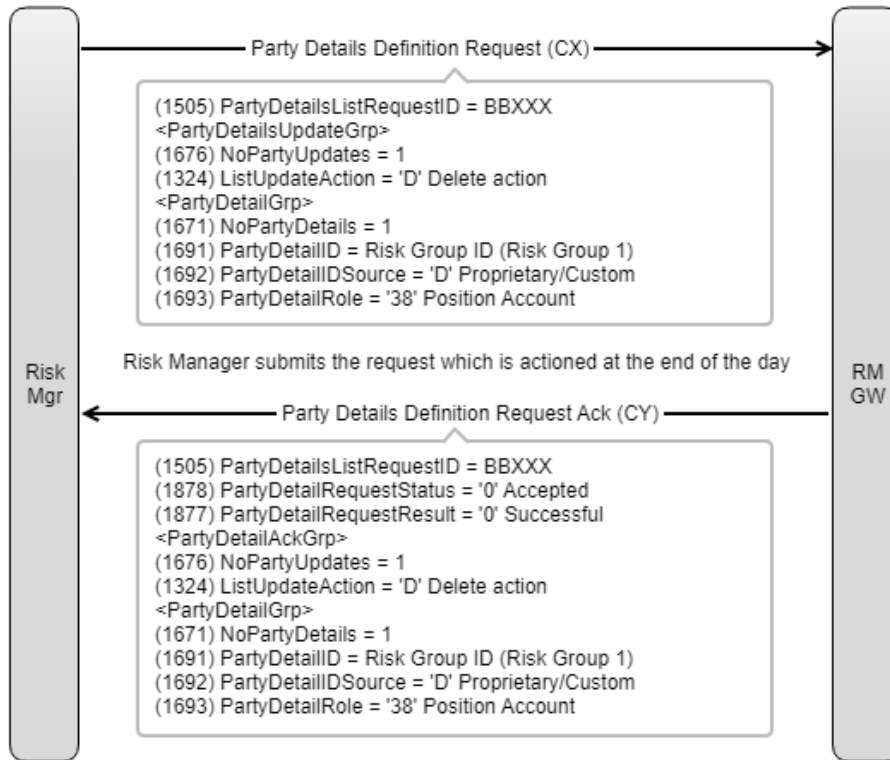 Party Details Definition Request (CX)
(1505) PartyDetailsListRequestID = BBXXX
<PartyDetailsUpdateGrp>
(1676) NoPartyUpdates = 1
(1324) ListUpdateAction = 'D' Delete action
<PartyDetailGrp>
(1671) NoPartyDetails = 1
(1691) PartyDetailID = Risk Group ID (Risk Group 1)
(1692) PartyDetailIDSource = 'D' Proprietary/Custom
(1693) PartyDetailRole = '38' Position Account
Risk Manager submits the request which is actioned at the end of the day
Risk
Mgr
RM
GW
Party Details Definition Request Ack (CY)
(1505) PartyDetailsListRequestID = BBXXX
(1878) PartyDetailRequestStatus = '0' Accepted
(1877) PartyDetailRequestResult = '0' Successful
<PartyDetailAckGrp>
(1676) NoPartyUpdates = 1
(1324) ListUpdateAction = 'D' Delete action
<PartyDetailGrp>
(1671) NoPartyDetails = 1
(1691) PartyDetailID = Risk Group ID (Risk Group 1)
(1692) PartyDetailIDSource = 'D' Proprietary/Custom
(1693) PartyDetailRole = '38' Position Account